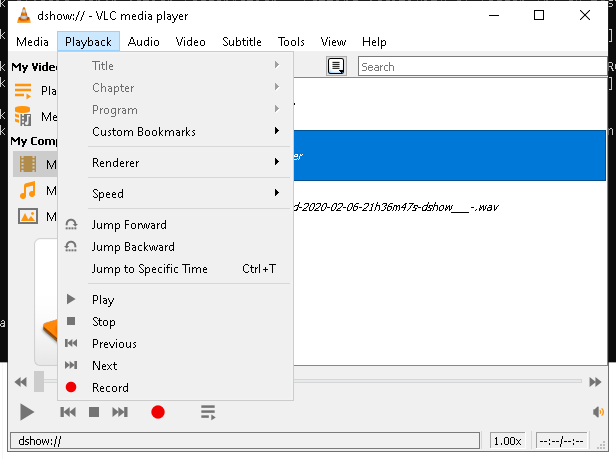 dshow:// - VLC media player
Media Playback Audio Video Subtitle Tools View Help
My Vide
Search
Title
Pla
Chapter
Me
Program
Custom Bookmarks
My Comp
Renderer
M
M
Speed
M
d-2020-02-06-21h36m47s-dshow___-.wav
Jump Forward
Jump Backward
Jump to Specific Time Ctrl+T
Play
Stop
Previous
Next
Record
dshow:// 1.00x --:--/--:--